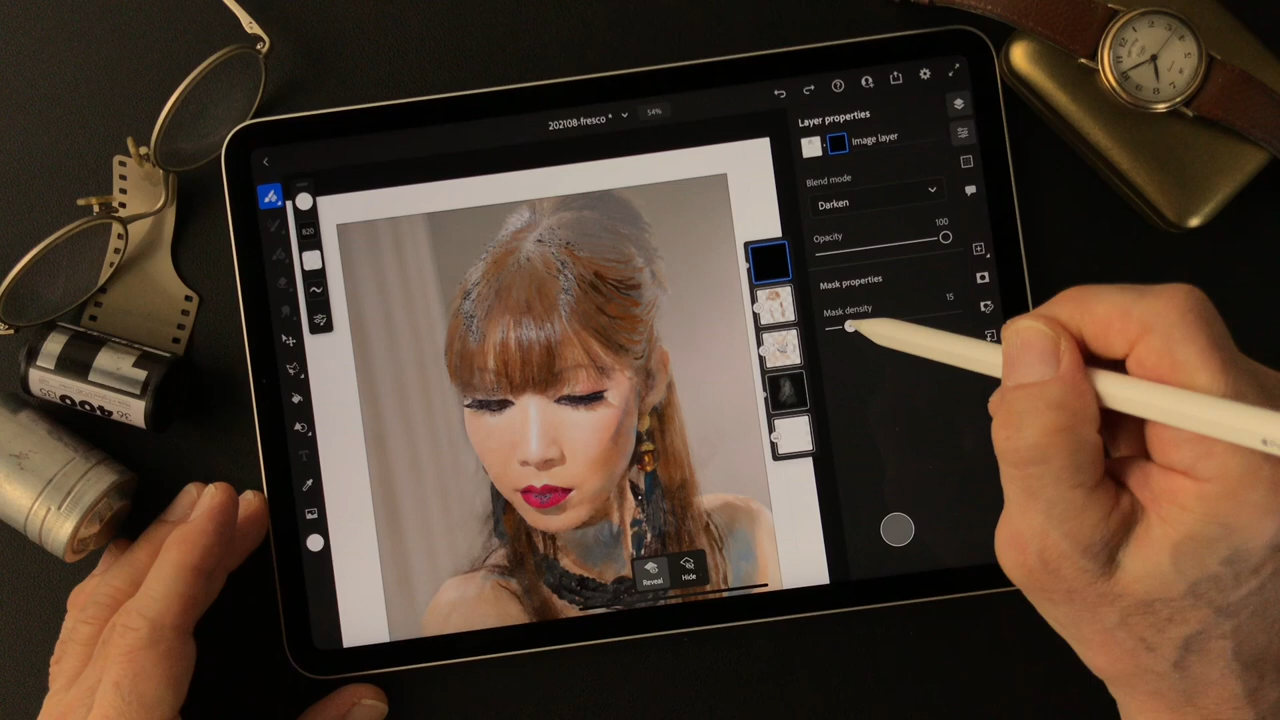 202108-fresco *
54%
820
Layer properties
Image layer
Blend mode
Darken
Opacity
100
Mask properties
Mask density
15
Reveal
Hide
400
36
135